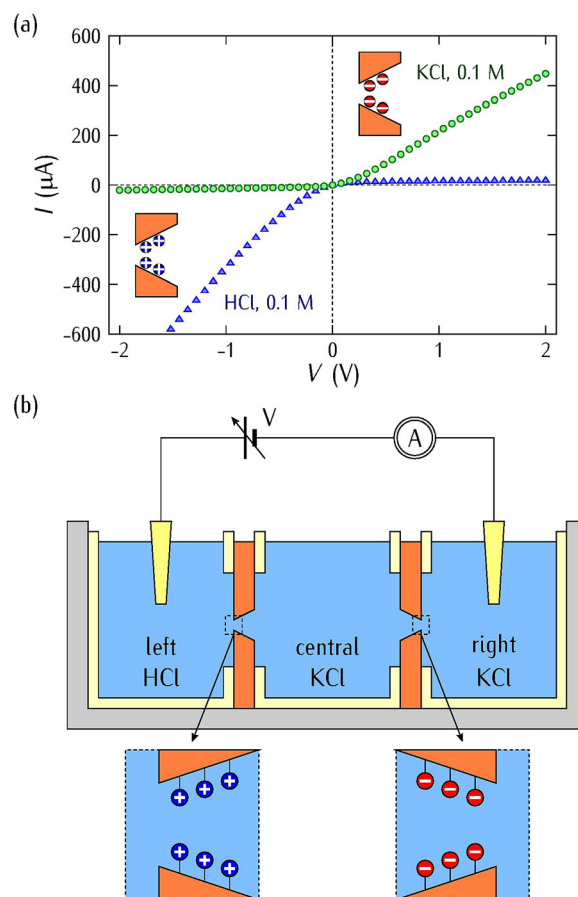 (a)
600
400
200
0
−200
−400
−600
I (μA)
KCl, 0.1 M
HCl, 0.1 M
−2
−1
0
1
2
V (V)
(b)
V
A
left
HCl
central
KCl
right
KCl